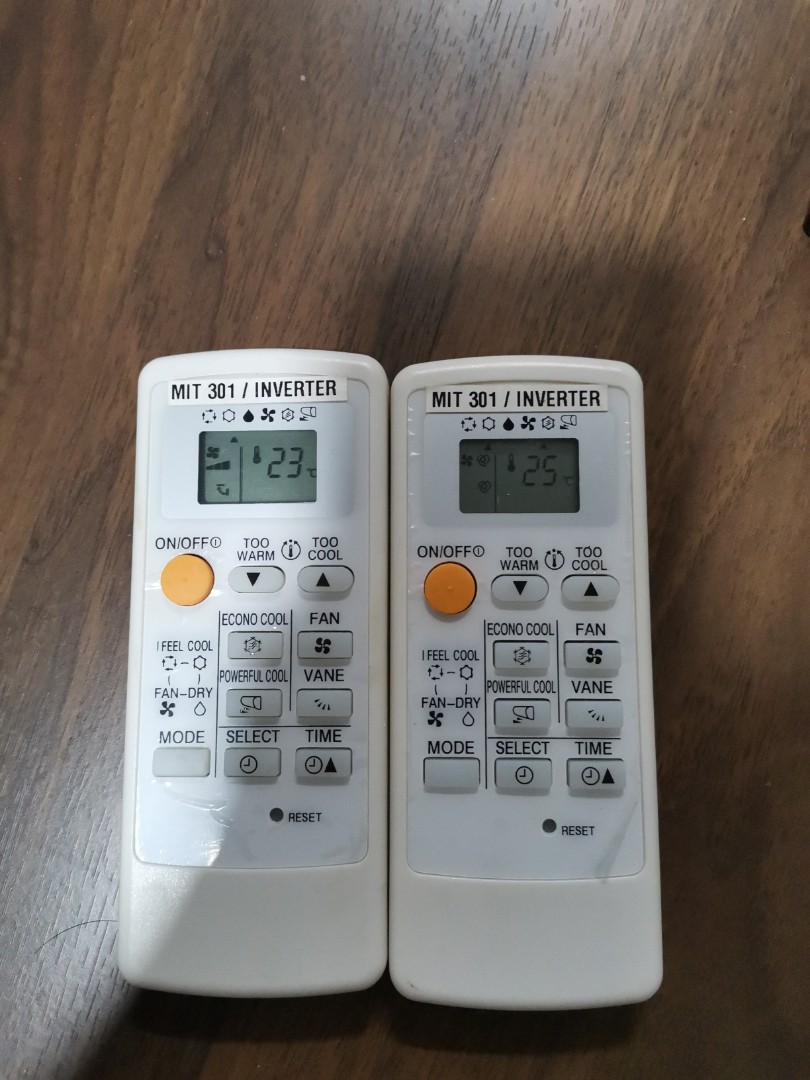 MIT 301 / INVERTER
23°C
ON/OFF
TOO WARM
TOO COOL
ECONO COOL
FAN
I FEEL COOL
POWERFUL COOL
VANE
FAN-DRY
MODE
SELECT
TIME
RESET
MIT 301 / INVERTER
25°C
ON/OFF
TOO WARM
TOO COOL
ECONO COOL
FAN
I FEEL COOL
POWERFUL COOL
VANE
FAN-DRY
MODE
SELECT
TIME
RESET